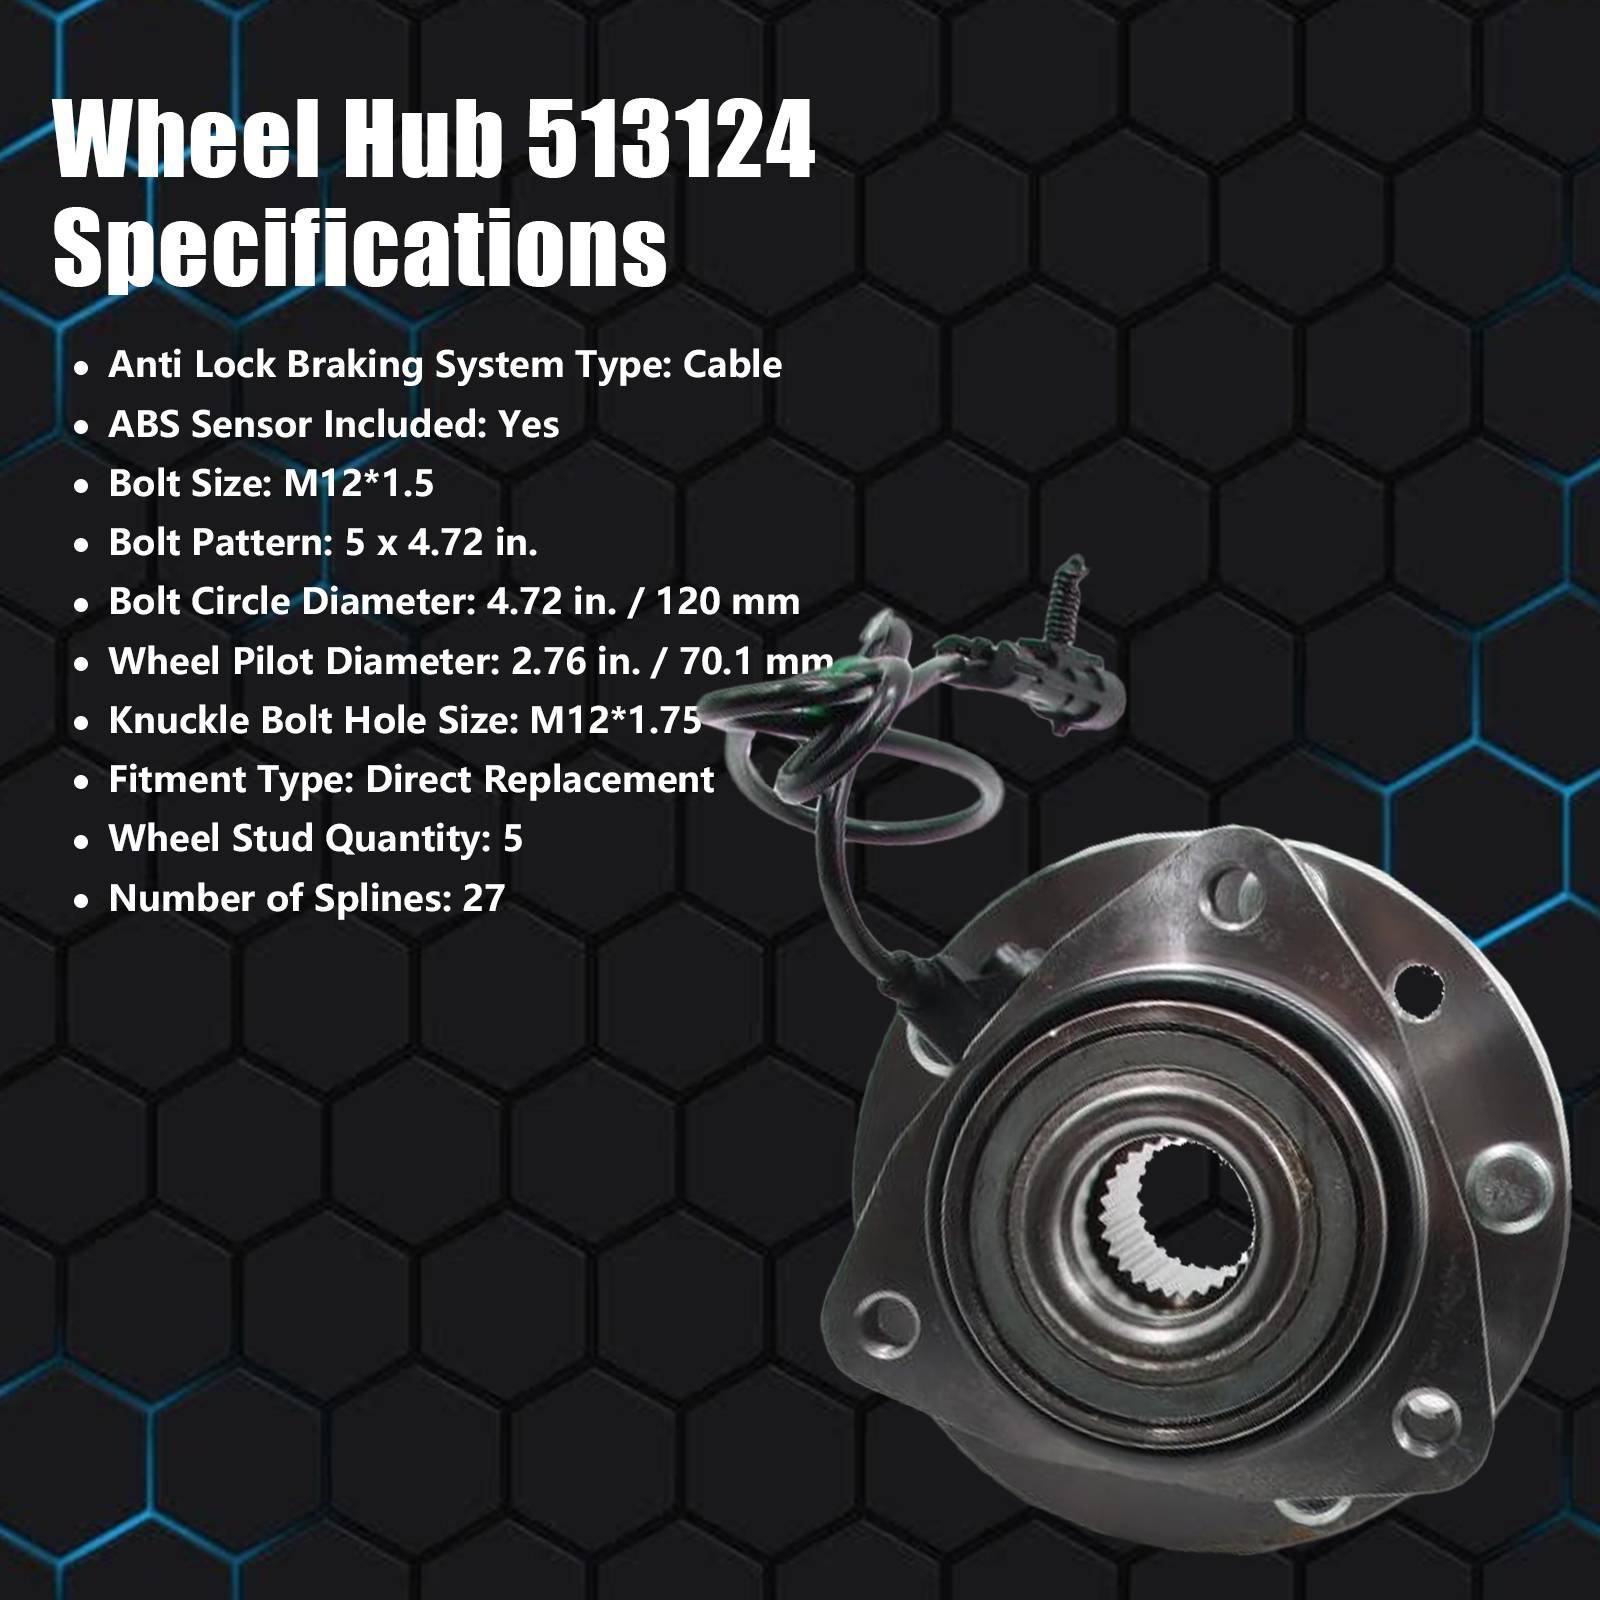 Wheel Hub 513124
Specifications
• Anti Lock Braking System Type: Cable
• ABS Sensor Included: Yes
• Bolt Size: M12*1.5
• Bolt Pattern: 5 x 4.72 in.
• Bolt Circle Diameter: 4.72 in. / 120 mm
• Wheel Pilot Diameter: 2.76 in. / 70.1 mm
• Knuckle Bolt Hole Size: M12*1.75
• Fitment Type: Direct Replacement
• Wheel Stud Quantity: 5
• Number of Splines: 27